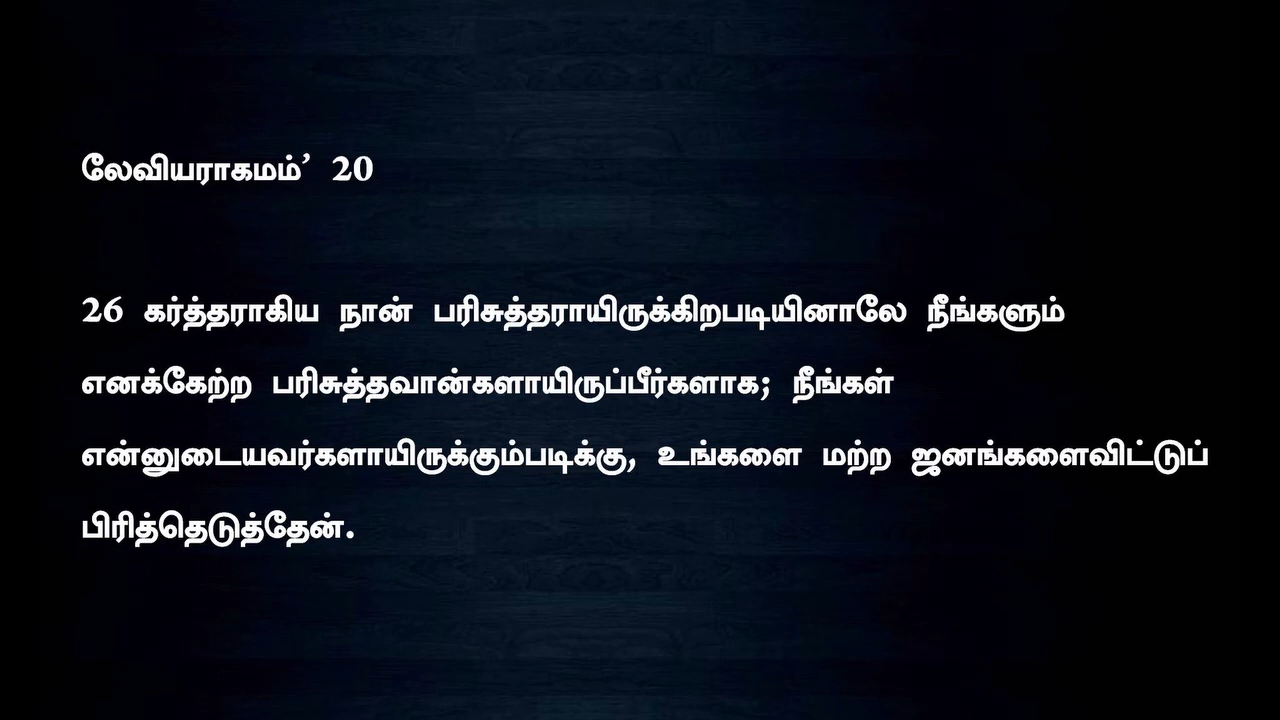 லேவியராகமம்’ 20
26 கர்த்தராகிய நான் பரிசுத்தராயிருக்கிறபடியினாலே நீங்களும்
எனக்கேற்ற பரிசுத்தவான்களாயிருப்பீர்களாக; நீங்கள்
என்னுடையவர்களாயிருக்கும்படிக்கு, உங்களை மற்ற ஜனங்களைவிட்டுப்
பிரித்தெடுத்தேன்.